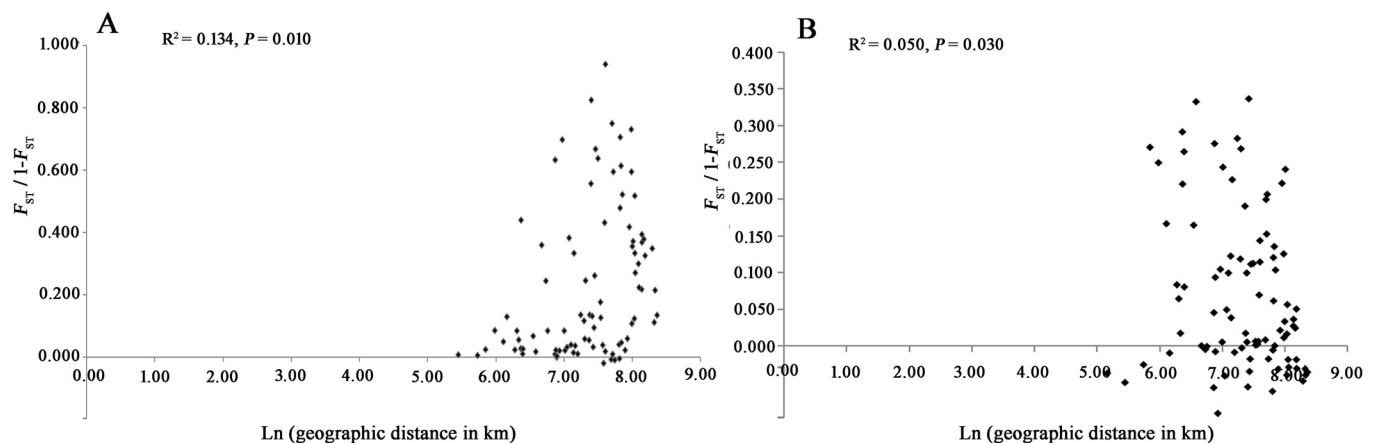 A
R² = 0.134, P = 0.010
1.000
0.800
0.600
0.400
0.200
0.000
FST / 1-FST
0.00 1.00 2.00 3.00 4.00 5.00 6.00 7.00 8.00 9.00
Ln (geographic distance in km)
B
R² = 0.050, P = 0.030
0.400
0.350
0.300
0.250
0.200
0.150
0.100
0.050
0.000
FST / 1-FST
0.00 1.00 2.00 3.00 4.00 5.00 6.00 7.00 8.00 9.00
Ln (geographic distance in km)